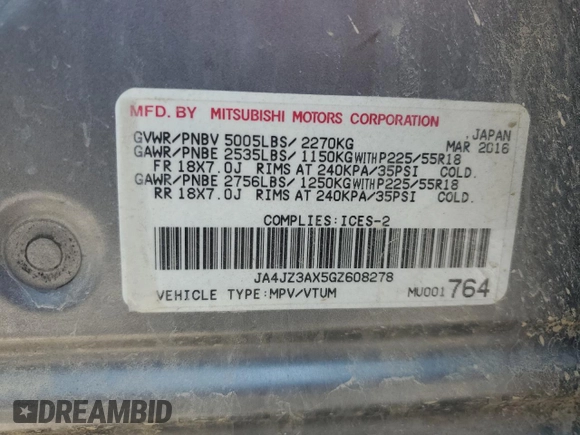 MFD. BY MITSUBISHI MOTORS CORPORATION
GVWR/PNBV 5005LBS/2270KG JAPAN
GAWR/PNBE 2535LBS/1150KG WITH P225/55R18 MAR 2016
FR 18X7.0J RIMS AT 240KPA/35PSI COLD.
GAWR/PNBE 2756LBS/1250KG WITH P225/55R18
RR 18X7.0J RIMS AT 240KPA/35PSI COLD.
COMPLIES:ICES-2
JA4JZ3AX5GZ608278
VEHICLE TYPE:MPV/VTUM MU001 764
DREAMBID